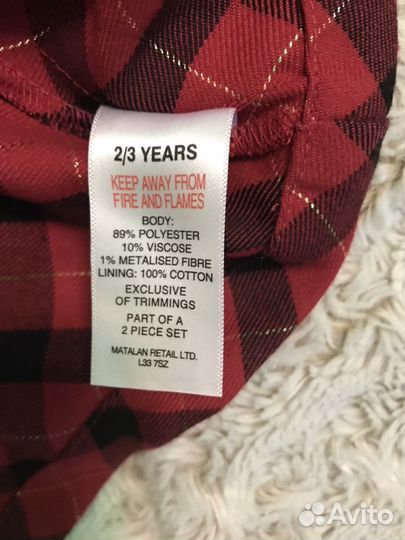 2/3 YEARS
KEEP AWAY FROM
FIRE AND FLAMES
BODY:
89% POLYESTER
10% VISCOSE
1% METALISED FIBRE
LINING: 100% COTTON
EXCLUSIVE
OF TRIMMINGS
PART OF A
2 PIECE SET
MATALAN RETAIL LTD.
L33 7SZ
Avito